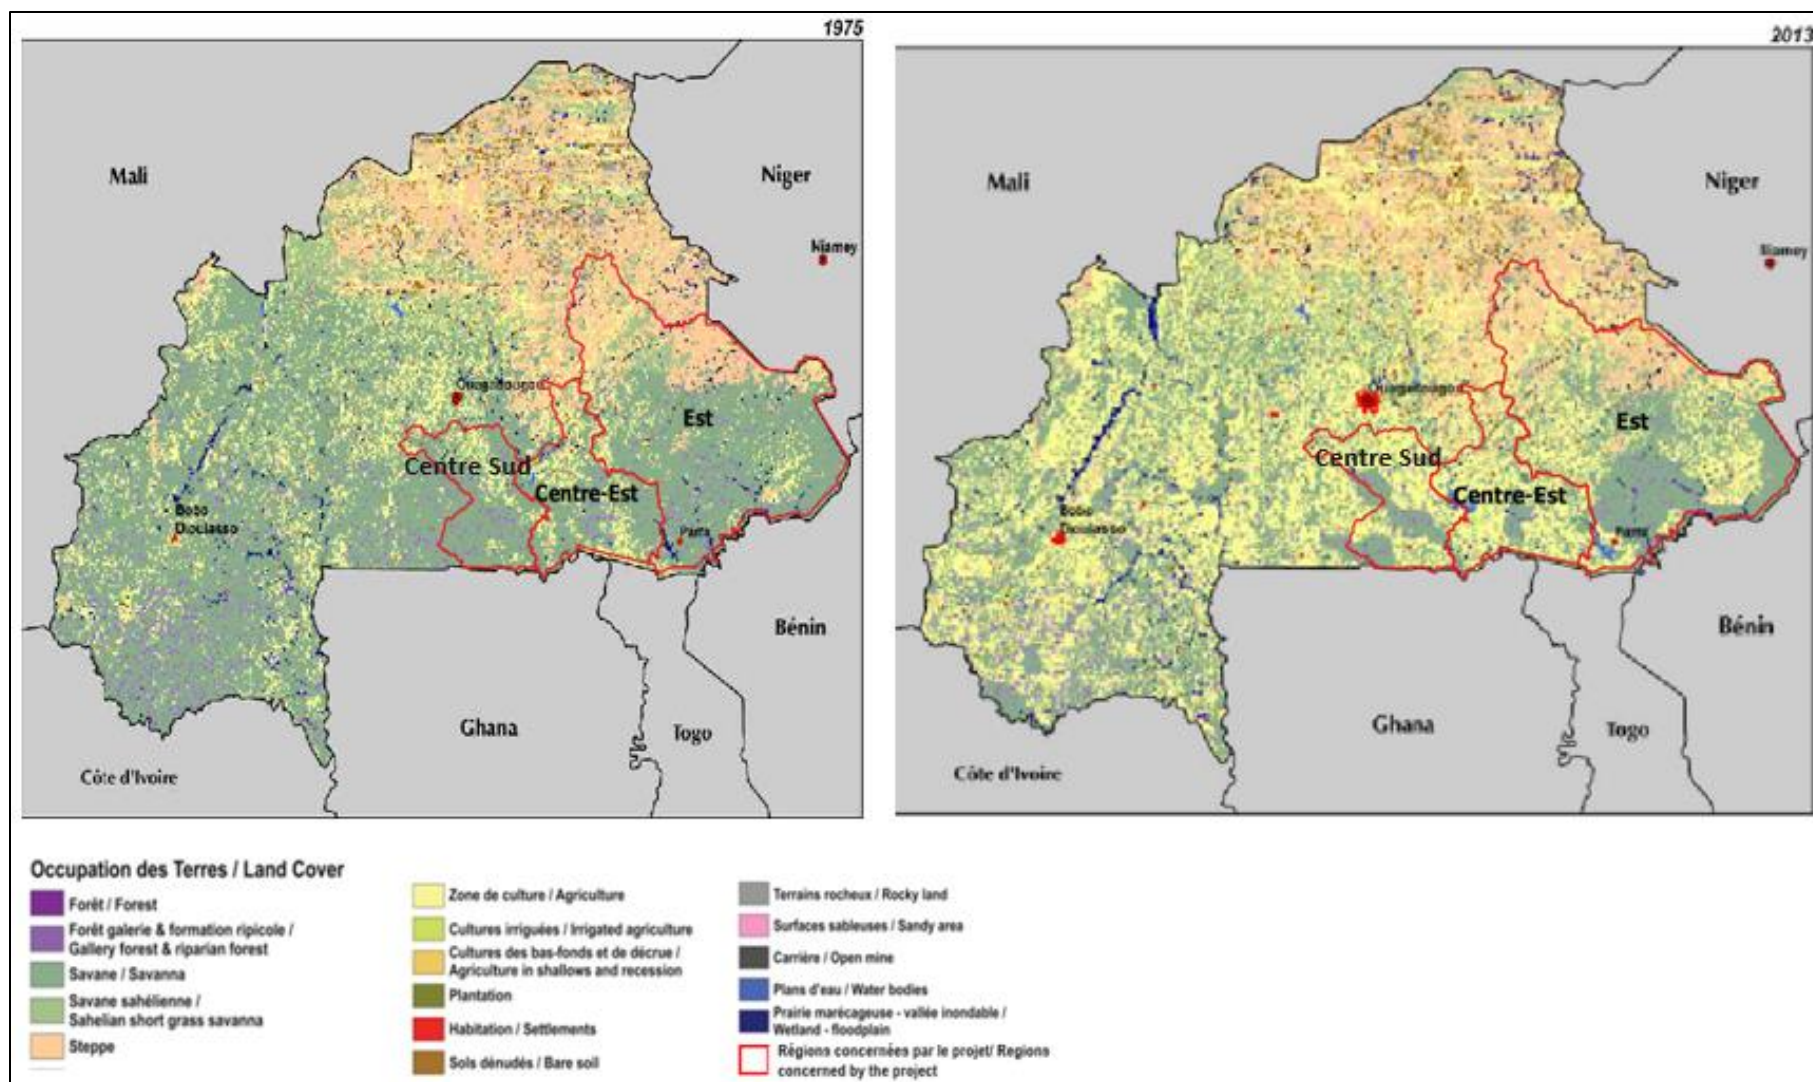 1975
Mali
Niger
Niamey
Ouagadougou
Est
Centre Sud
Centre-Est
Bobo
Dioulasso
Pama
Bénin
Ghana
Togo
Côte d'Ivoire
2013
Mali
Niger
Niamey
Ouagadougou
Est
Centre Sud
Centre-Est
Bobo
Dioulasso
Pama
Bénin
Ghana
Togo
Côte d'Ivoire
Occupation des Terres / Land Cover
Forêt / Forest
Forêt galerie & formation ripicole /
Gallery forest & riparian forest
Savane / Savanna
Savane sahélienne /
Sahelian short grass savanna
Steppe
Zone de culture / Agriculture
Cultures irriguées / Irrigated agriculture
Cultures des bas-fonds et de décrue /
Agriculture in shallows and recession
Plantation
Habitation / Settlements
Sols dénudés / Bare soil
Terrains rocheux / Rocky land
Surfaces sableuses / Sandy area
Carrière / Open mine
Plans d'eau / Water bodies
Prairie marécageuse - vallée inondable /
Wetland - floodplain
Régions concernées par le projet/ Regions
concerned by the project